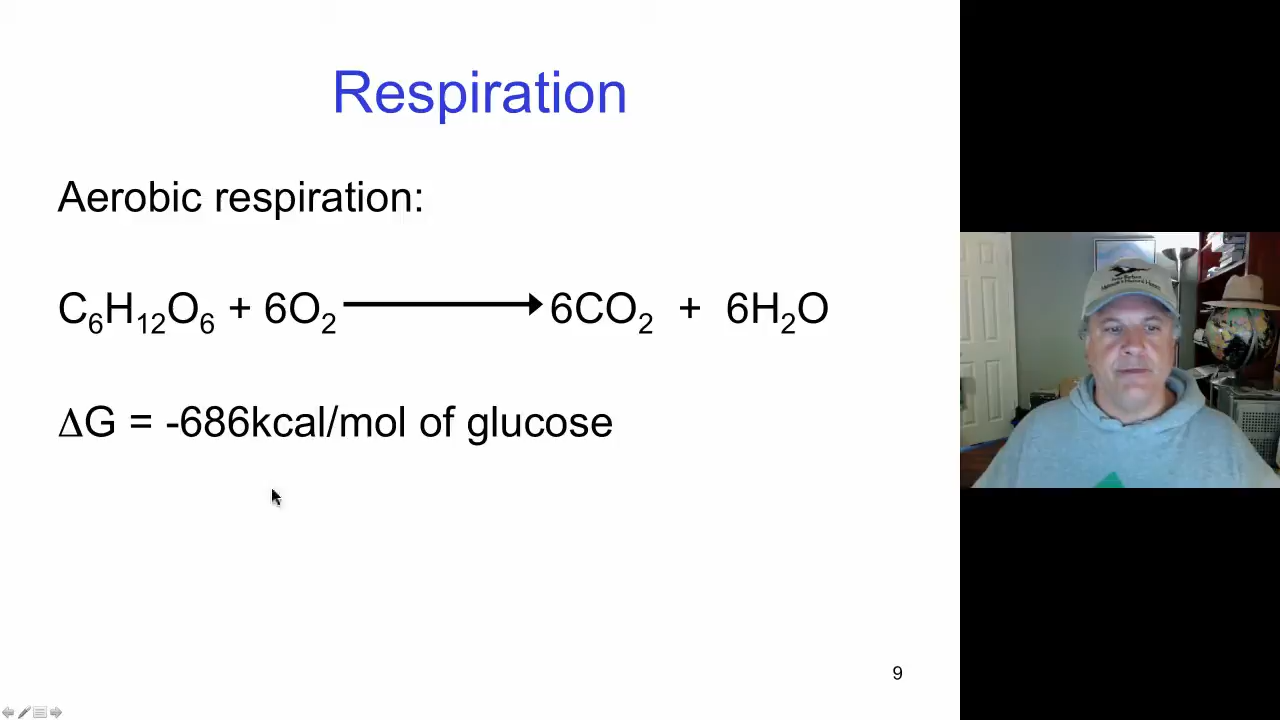 Respiration
Aerobic respiration:
C₆H₁₂O₆ + 6O₂ ⟶ 6CO₂ + 6H₂O
ΔG = -686kcal/mol of glucose
9